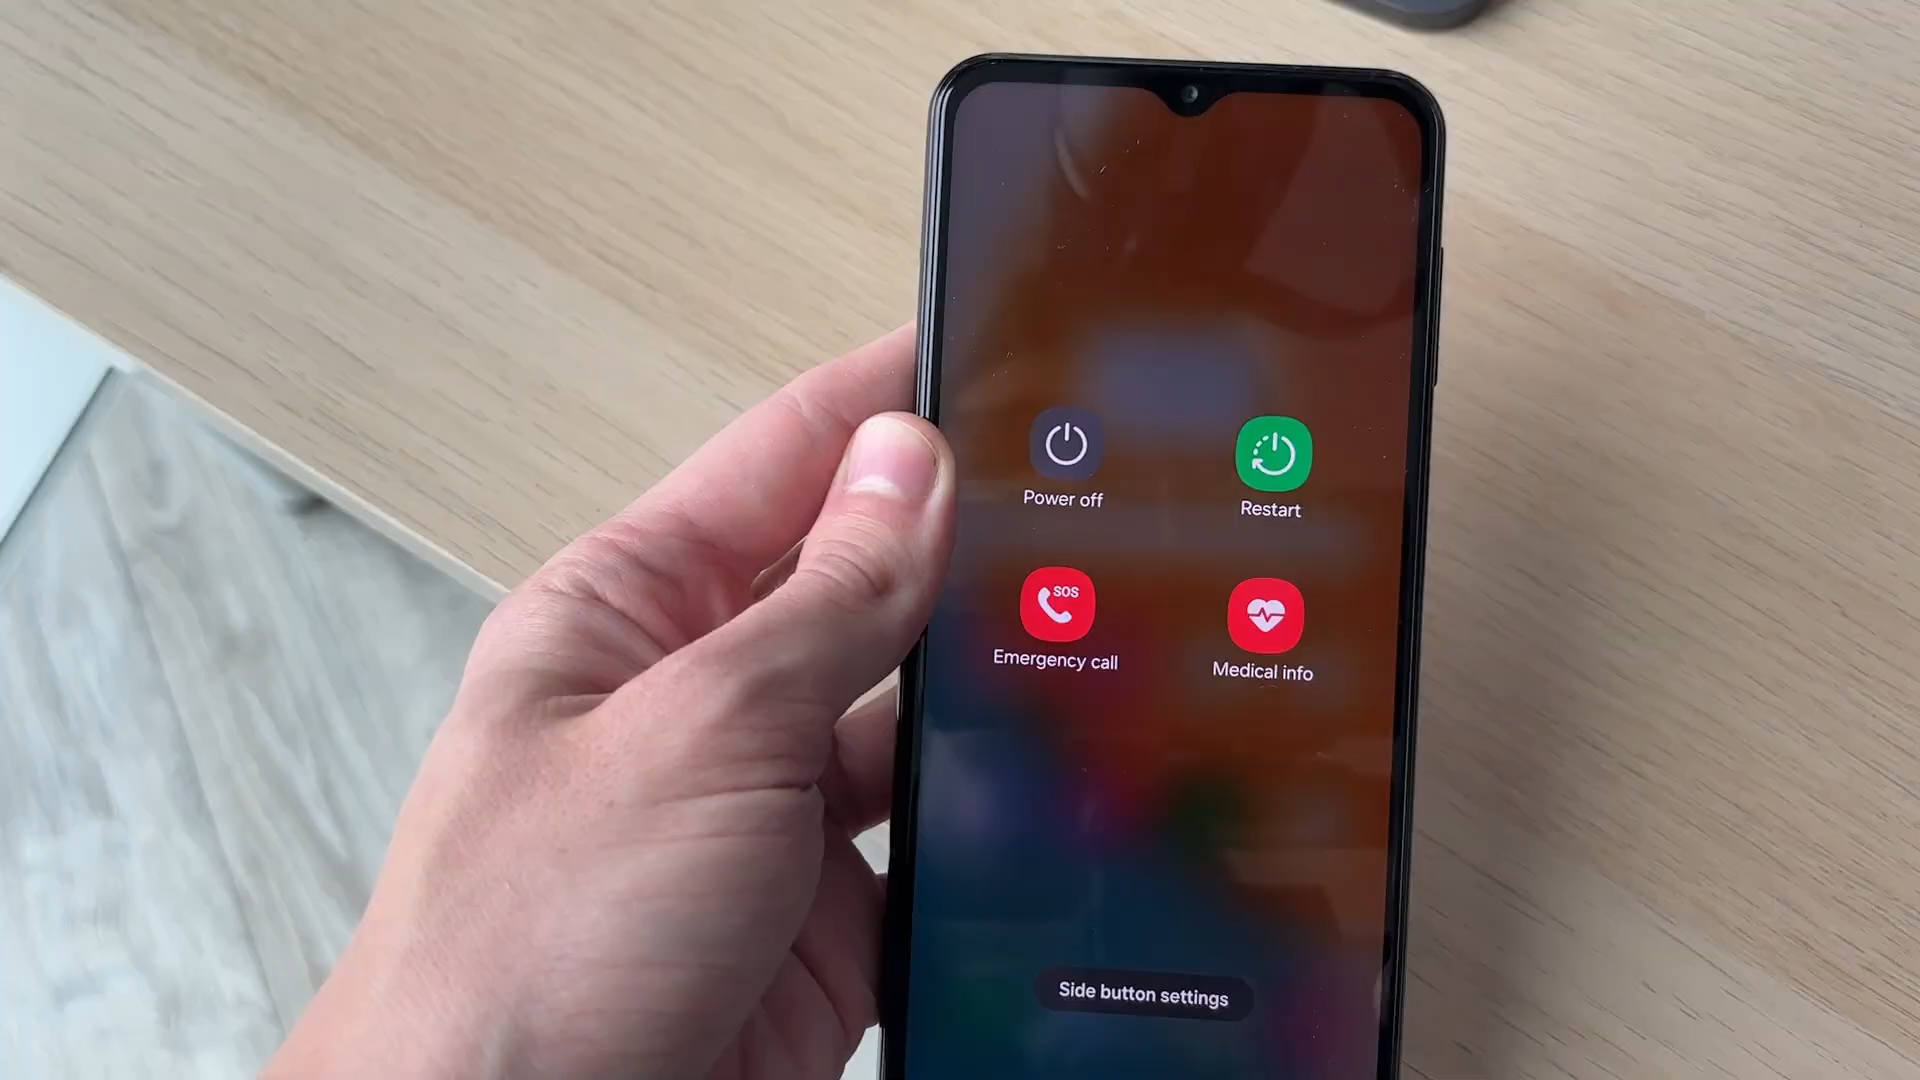 Power off
Restart
SOS
Emergency call
Medical info
Side button settings